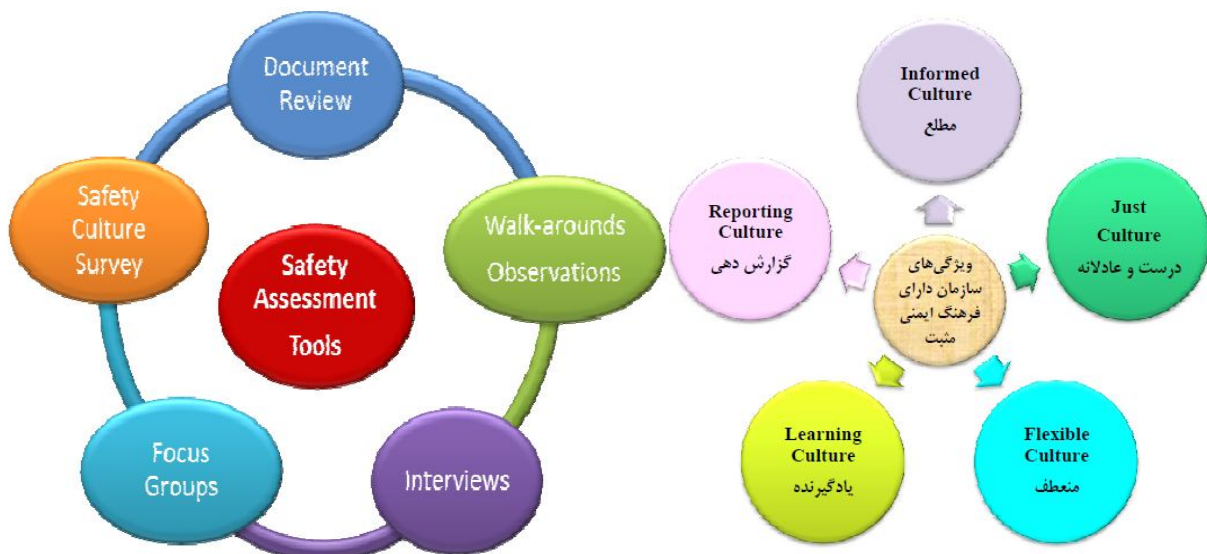 Document
Review
Safety
Culture
Survey
Walk-arounds
Observations
Safety
Assessment
Tools
Focus
Groups
Interviews
Informed
Culture
مطلع
Reporting
Culture
گزارش دهی
Just
Culture
درست و عادلانه
ویژگی‌های
سازمان دارای
فرهنگ ایمنی
مثبت
Learning
Culture
یادگیرنده
Flexible
Culture
منعطف